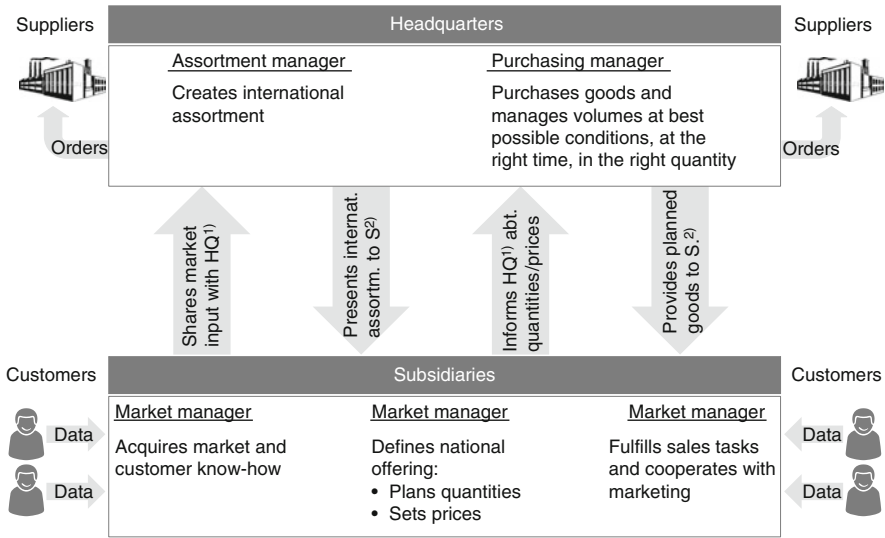 Suppliers
Headquarters
Suppliers
Assortment manager
Creates international
assortment
Purchasing manager
Purchases goods and
manages volumes at best
possible conditions, at the
right time, in the right quantity
Orders
Orders
Shares market
input with HQ1)
Presents internat.
assortm. to S2)
Informs HQ1) abt.
quantities/prices
Provides planned
goods to S.2)
Customers
Subsidiaries
Customers
Market manager
Acquires market and
customer know-how
Market manager
Defines national
offering:
• Plans quantities
• Sets prices
Market manager
Fulfills sales tasks
and cooperates with
marketing
Data
Data
Data
Data